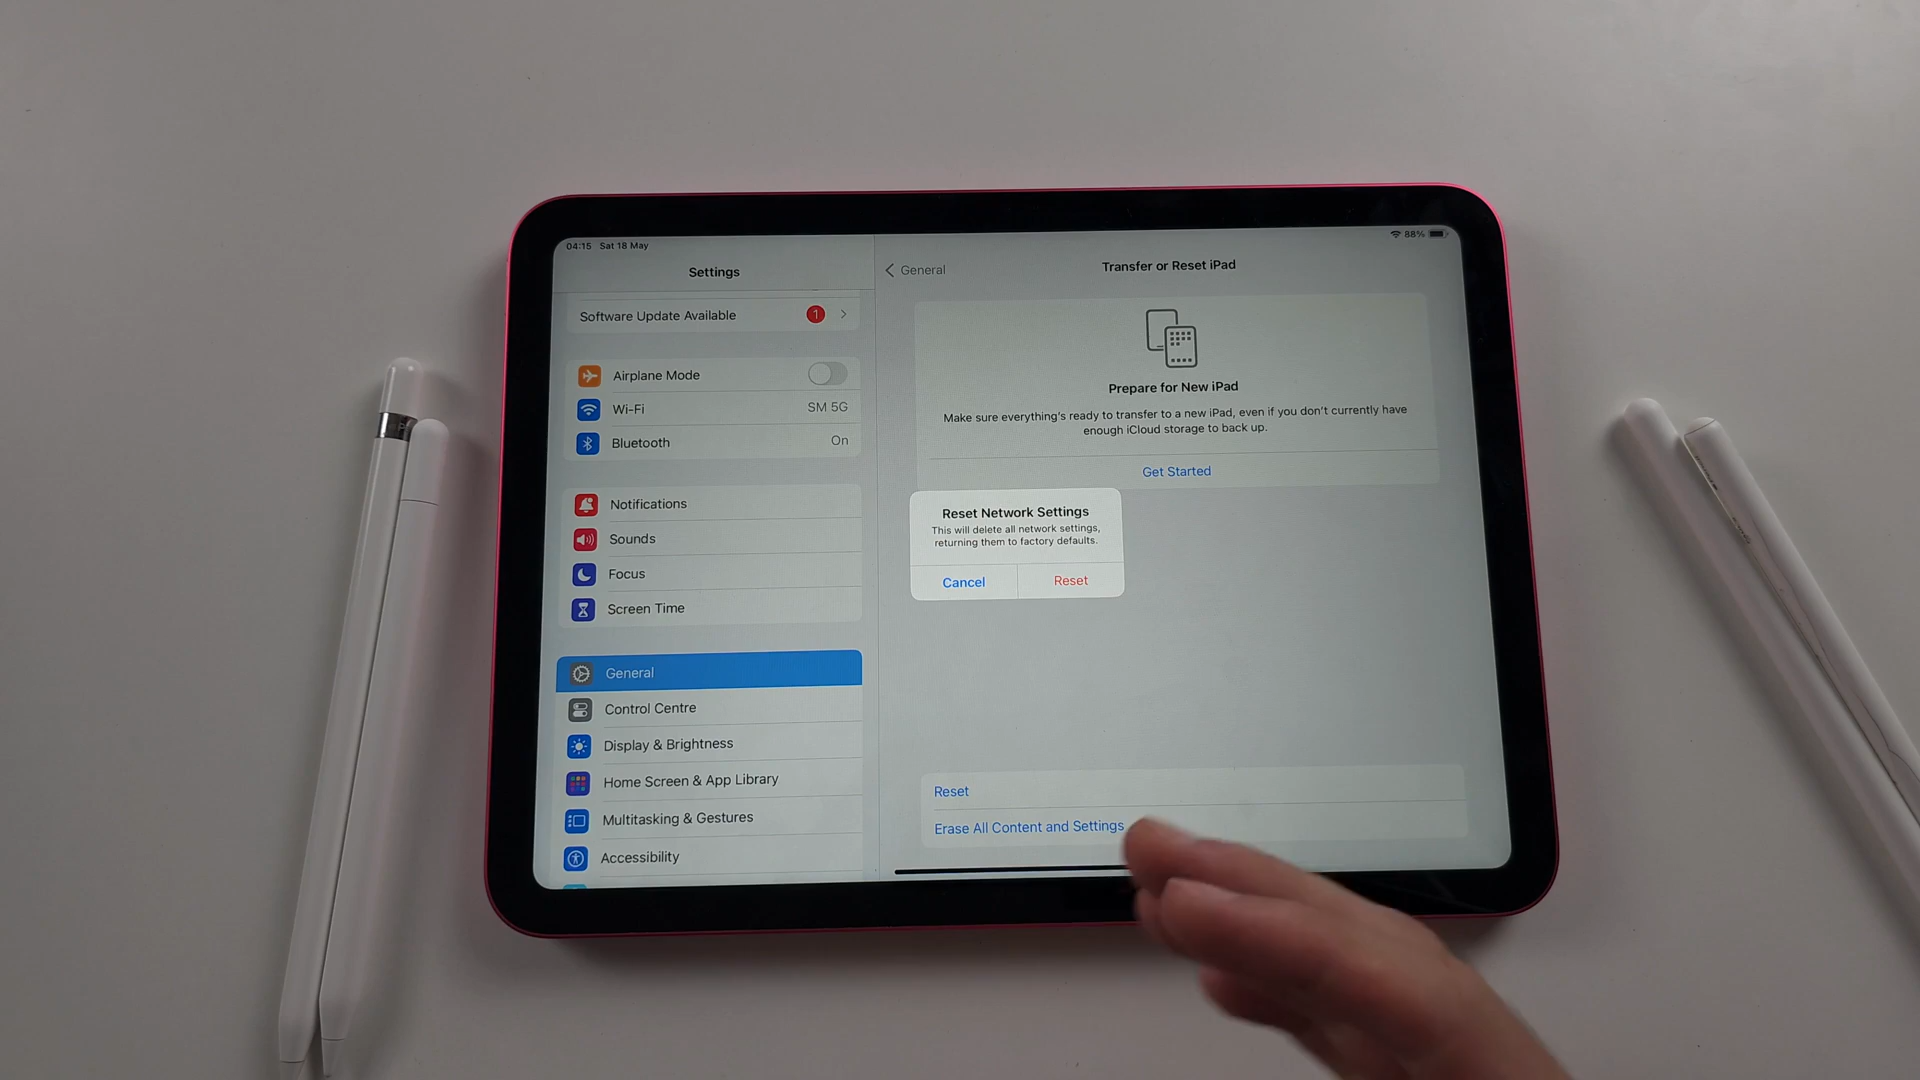 04:15 Sat 18 May
88%
Settings
Software Update Available 1
Airplane Mode
Wi-Fi SM 5G
Bluetooth On
Notifications
Sounds
Focus
Screen Time
General
Control Centre
Display & Brightness
Home Screen & App Library
Multitasking & Gestures
Accessibility
General
Transfer or Reset iPad
Prepare for New iPad
Make sure everything's ready to transfer to a new iPad, even if you don't currently have
enough iCloud storage to back up.
Get Started
Reset Network Settings
This will delete all network settings,
returning them to factory defaults.
Cancel Reset
Reset
Erase All Content and Settings